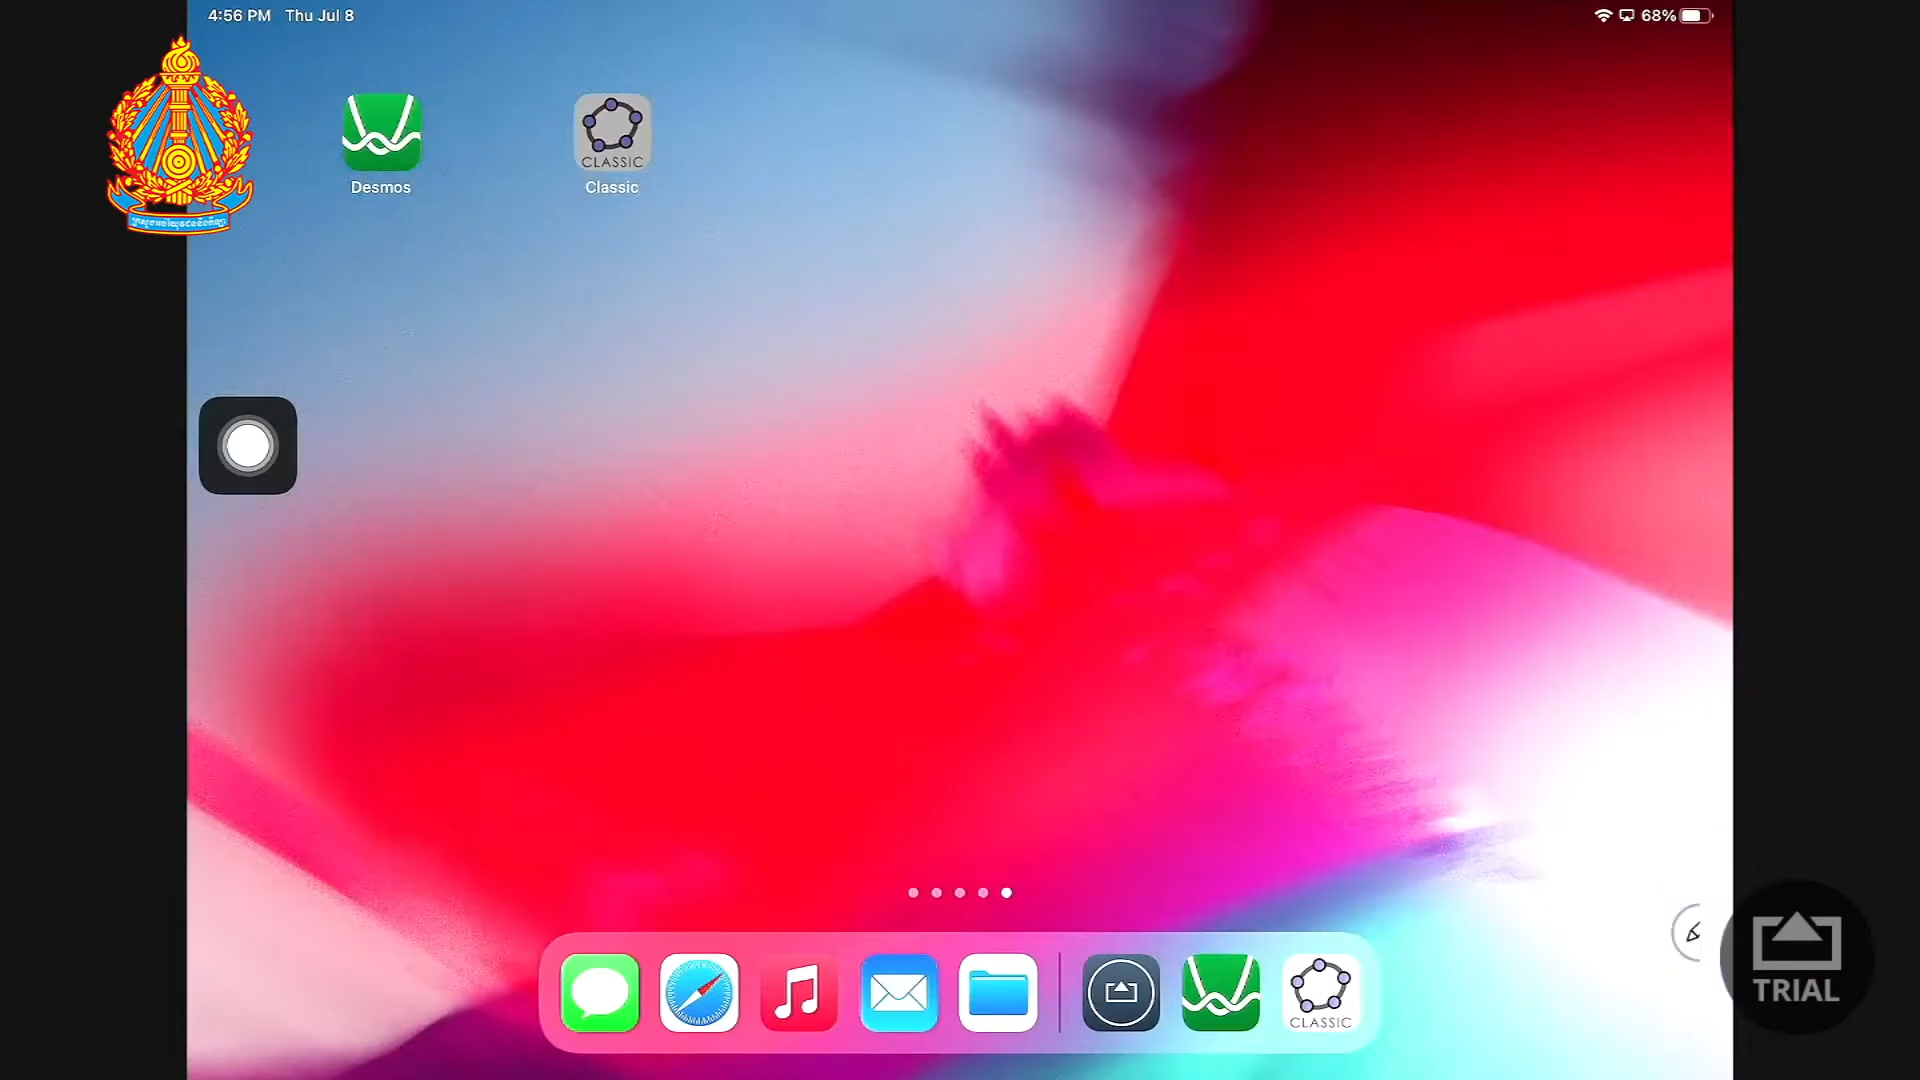 4:56 PM Thu Jul 8
68%
CLASSIC
Desmos
Classic
CLASSIC
TRIAL